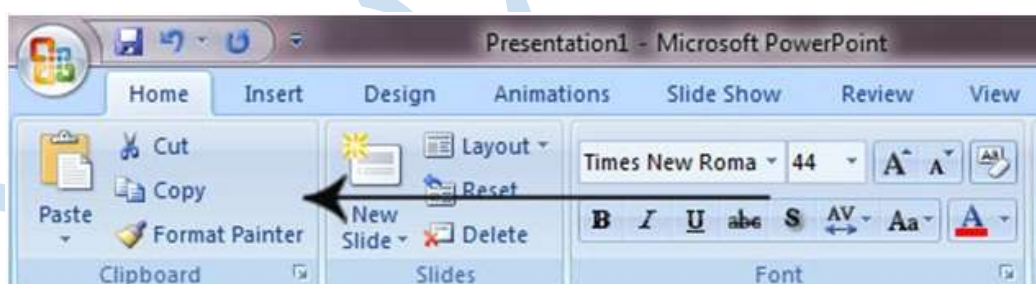 Presentation1 - Microsoft PowerPoint
Home Insert Design Animations Slide Show Review View
Cut
Copy
Format Painter
Paste
Clipboard
New
Slide
Layout
Reset
Delete
Slides
Times New Roma 44
A A Aa
B I U abc S AV Aa A
Font